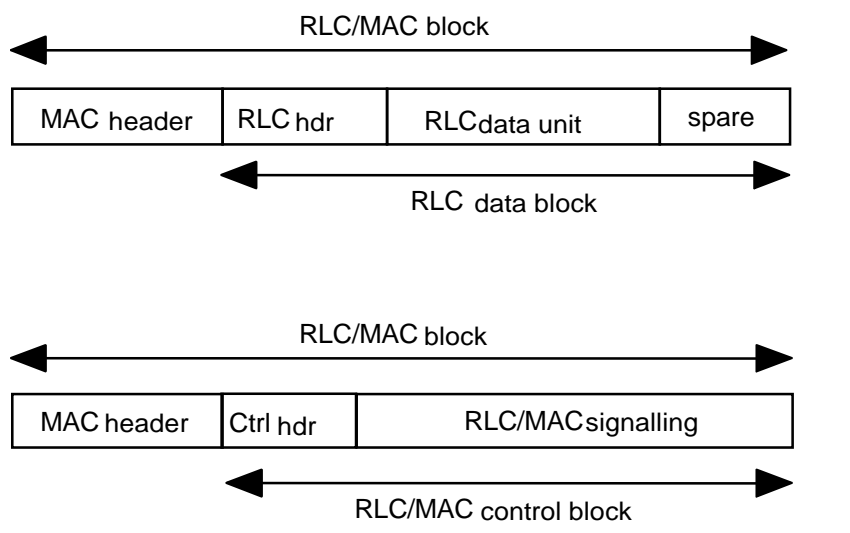 RLC/MAC block
MAC header RLC hdr RLC data unit spare
RLC data block
RLC/MAC block
MAC header Ctrl hdr RLC/MAC signalling
RLC/MAC control block